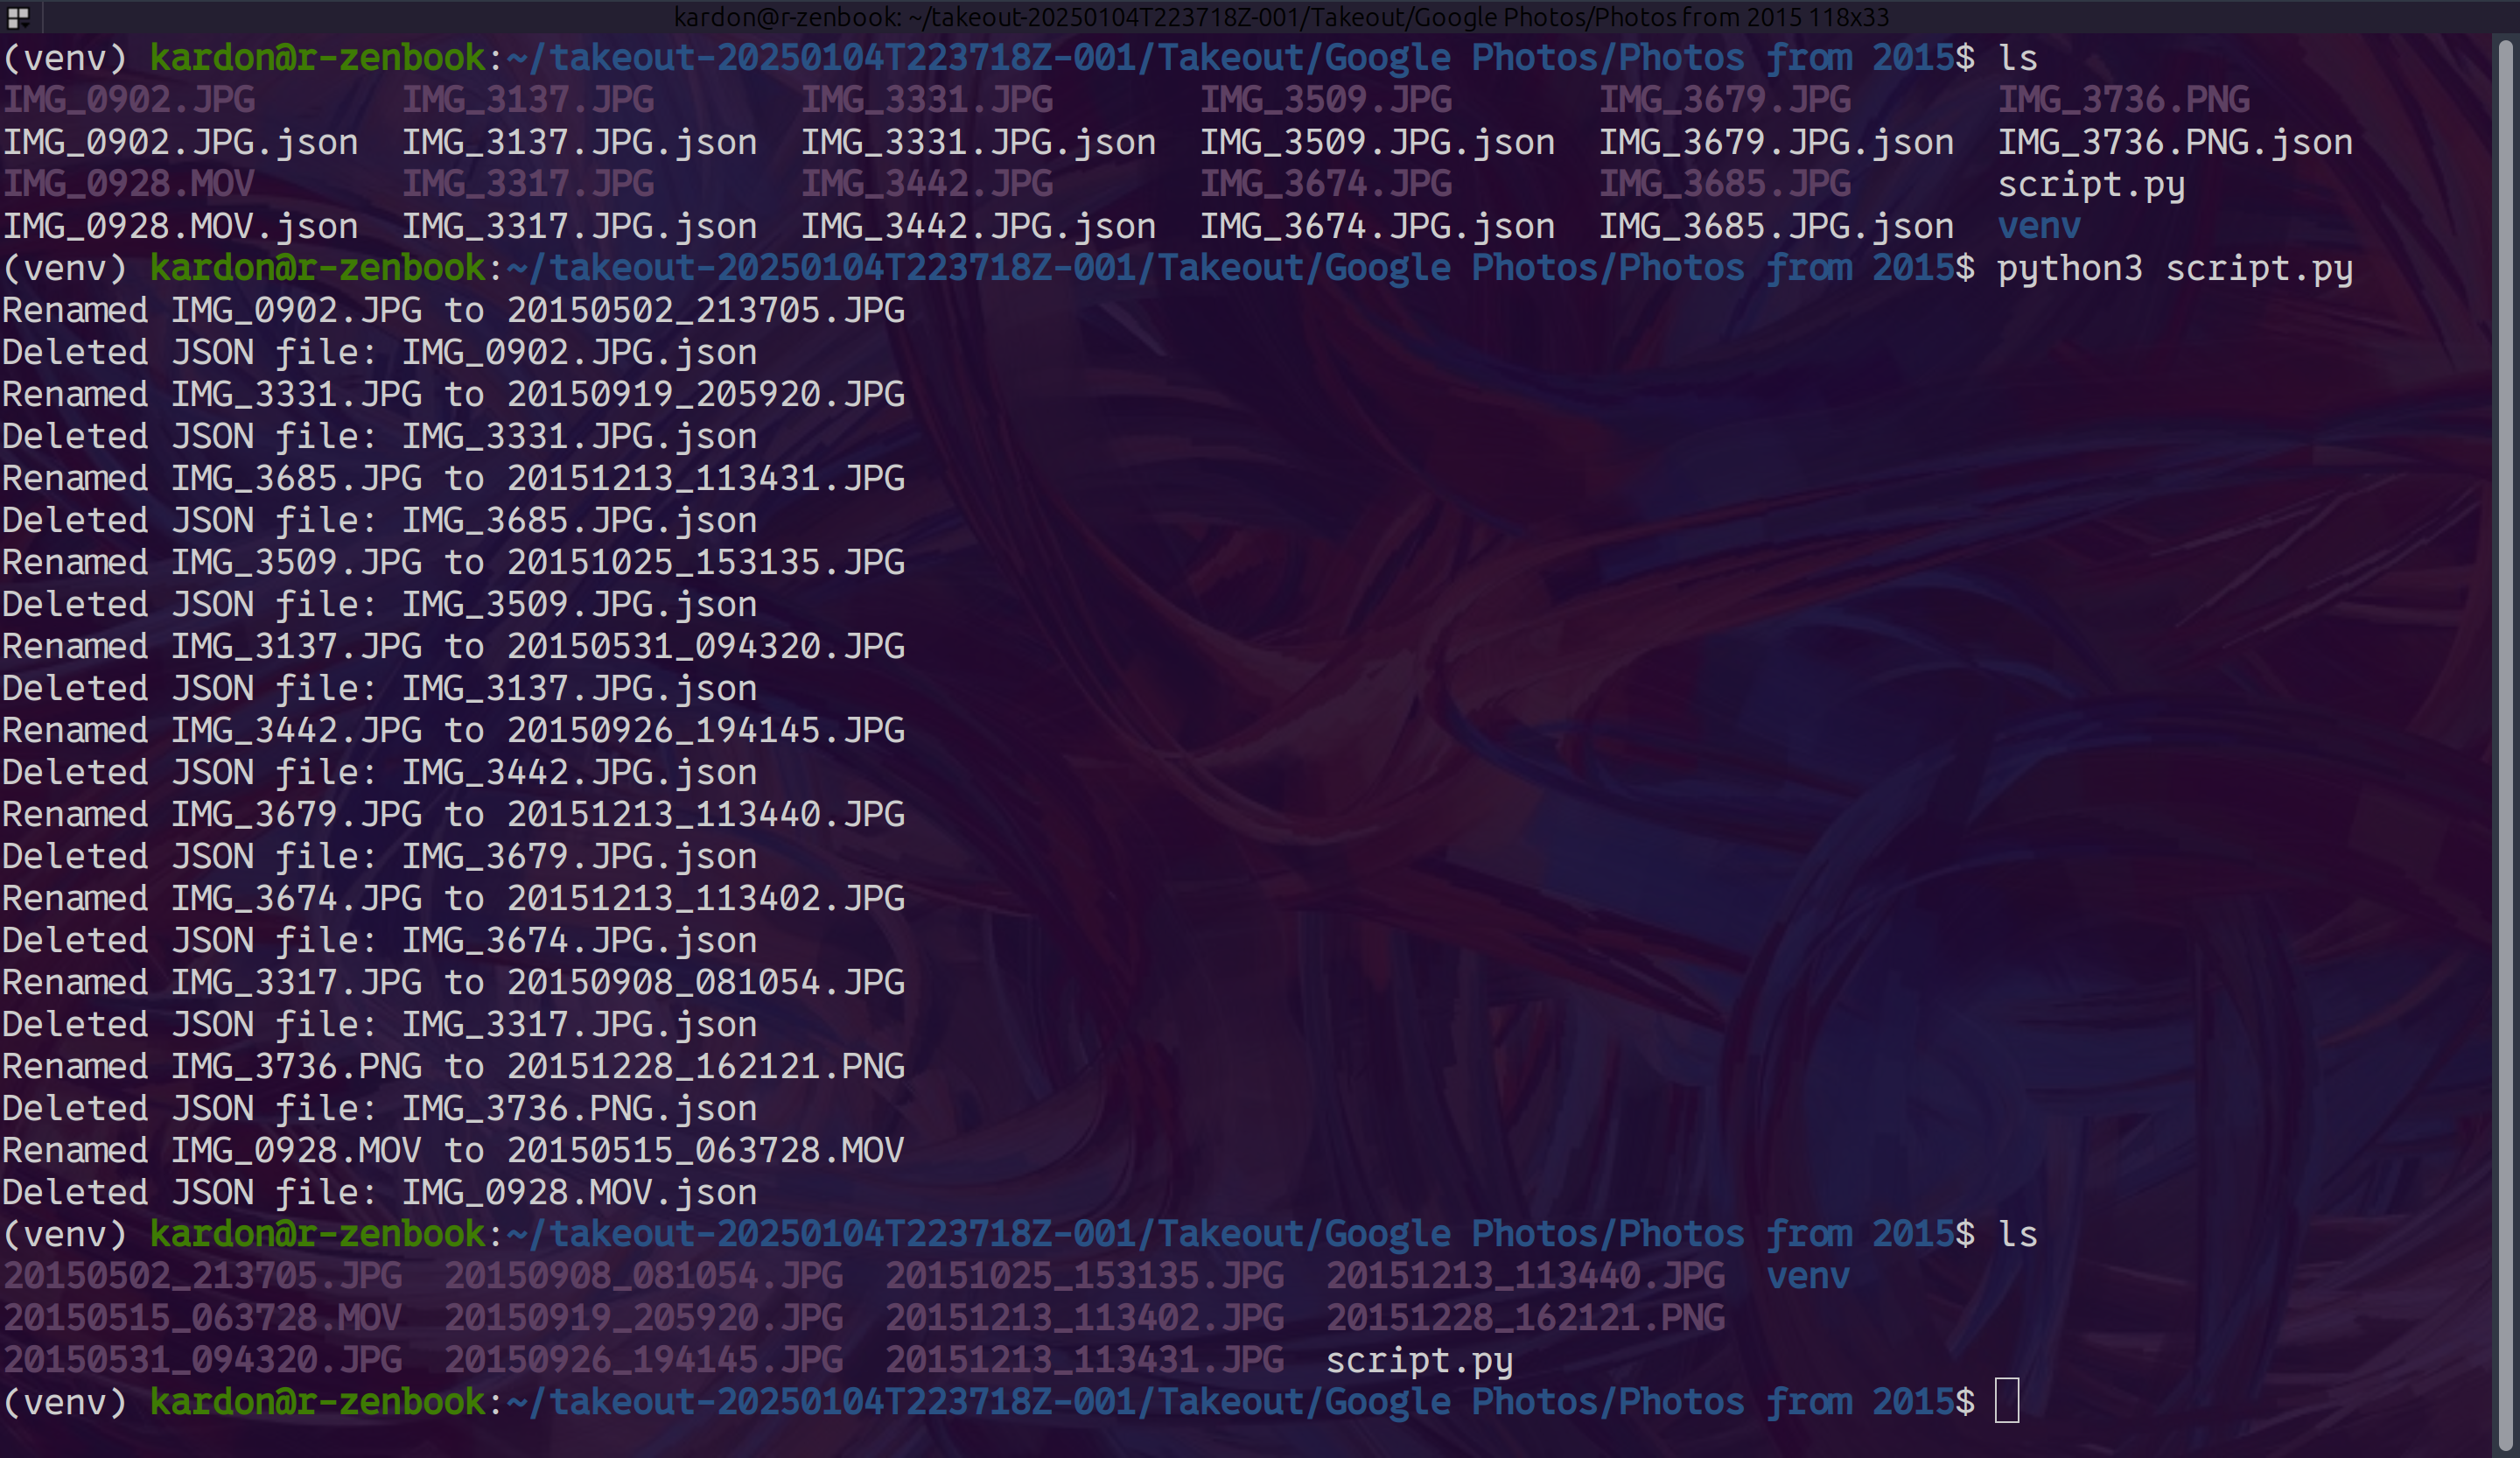 kardon@r-zenbook: ~/takeout-20250104T223718Z-001/Takeout/Google Photos/Photos from 2015 118x33
(venv) kardon@r-zenbook:~/takeout-20250104T223718Z-001/Takeout/Google Photos/Photos from 2015$ ls
IMG_0902.JPG       IMG_3137.JPG       IMG_3331.JPG       IMG_3509.JPG       IMG_3679.JPG       IMG_3736.PNG
IMG_0902.JPG.json  IMG_3137.JPG.json  IMG_3331.JPG.json  IMG_3509.JPG.json  IMG_3679.JPG.json  IMG_3736.PNG.json
IMG_0928.MOV       IMG_3317.JPG       IMG_3442.JPG       IMG_3674.JPG       IMG_3685.JPG       script.py
IMG_0928.MOV.json  IMG_3317.JPG.json  IMG_3442.JPG.json  IMG_3674.JPG.json  IMG_3685.JPG.json  venv
(venv) kardon@r-zenbook:~/takeout-20250104T223718Z-001/Takeout/Google Photos/Photos from 2015$ python3 script.py
Renamed IMG_0902.JPG to 20150502_213705.JPG
Deleted JSON file: IMG_0902.JPG.json
Renamed IMG_3331.JPG to 20150919_205920.JPG
Deleted JSON file: IMG_3331.JPG.json
Renamed IMG_3685.JPG to 20151213_113431.JPG
Deleted JSON file: IMG_3685.JPG.json
Renamed IMG_3509.JPG to 20151025_153135.JPG
Deleted JSON file: IMG_3509.JPG.json
Renamed IMG_3137.JPG to 20150531_094320.JPG
Deleted JSON file: IMG_3137.JPG.json
Renamed IMG_3442.JPG to 20150926_194145.JPG
Deleted JSON file: IMG_3442.JPG.json
Renamed IMG_3679.JPG to 20151213_113440.JPG
Deleted JSON file: IMG_3679.JPG.json
Renamed IMG_3674.JPG to 20151213_113402.JPG
Deleted JSON file: IMG_3674.JPG.json
Renamed IMG_3317.JPG to 20150908_081054.JPG
Deleted JSON file: IMG_3317.JPG.json
Renamed IMG_3736.PNG to 20151228_162121.PNG
Deleted JSON file: IMG_3736.PNG.json
Renamed IMG_0928.MOV to 20150515_063728.MOV
Deleted JSON file: IMG_0928.MOV.json
(venv) kardon@r-zenbook:~/takeout-20250104T223718Z-001/Takeout/Google Photos/Photos from 2015$ ls
20150502_213705.JPG  20150908_081054.JPG  20151025_153135.JPG  20151213_113440.JPG  venv
20150515_063728.MOV  20150919_205920.JPG  20151213_113402.JPG  20151228_162121.PNG
20150531_094320.JPG  20150926_194145.JPG  20151213_113431.JPG  script.py
(venv) kardon@r-zenbook:~/takeout-20250104T223718Z-001/Takeout/Google Photos/Photos from 2015$